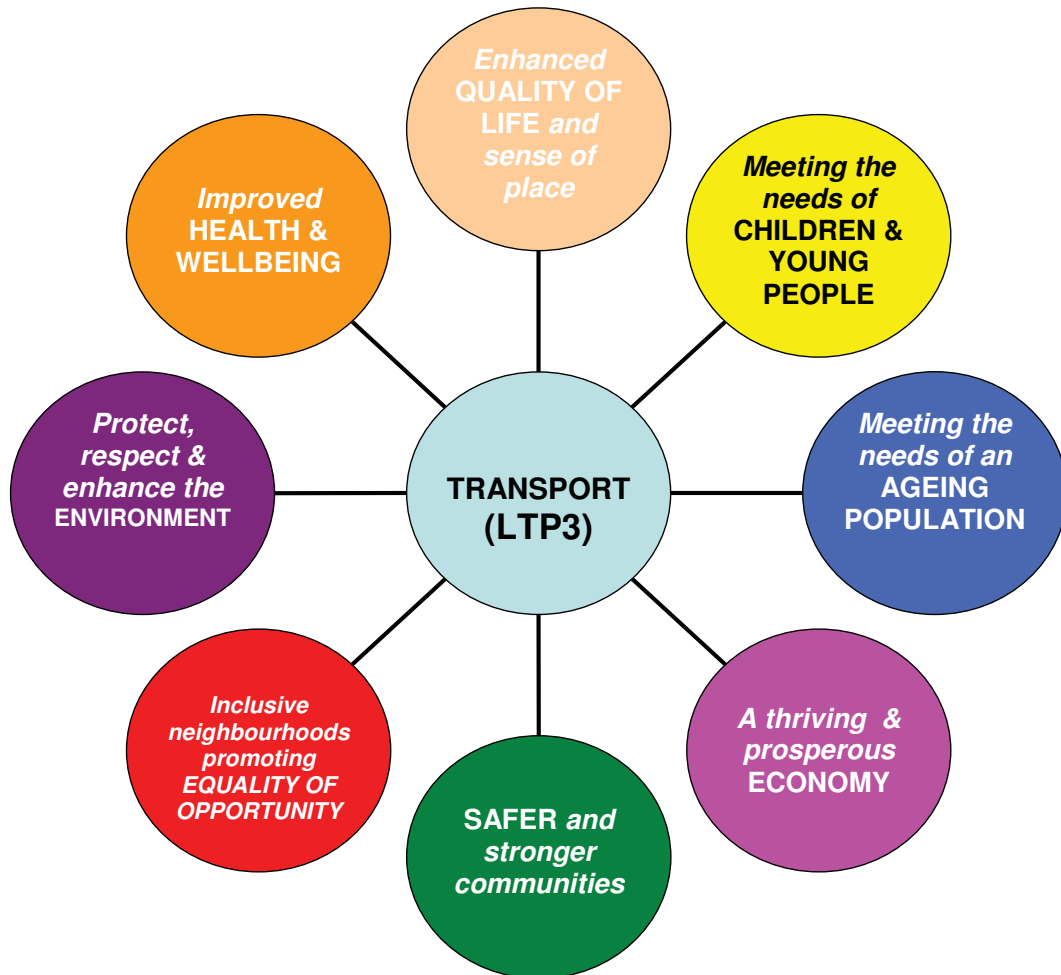 Enhanced
QUALITY OF
LIFE and
sense of
place
Meeting the
needs of
CHILDREN &
YOUNG
PEOPLE
Meeting the
needs of an
AGEING
POPULATION
A thriving &
prosperous
ECONOMY
SAFER and
stronger
communities
Inclusive
neighbourhoods
promoting
EQUALITY OF
OPPORTUNITY
Protect,
respect &
enhance the
ENVIRONMENT
Improved
HEALTH &
WELLBEING
TRANSPORT
(LTP3)